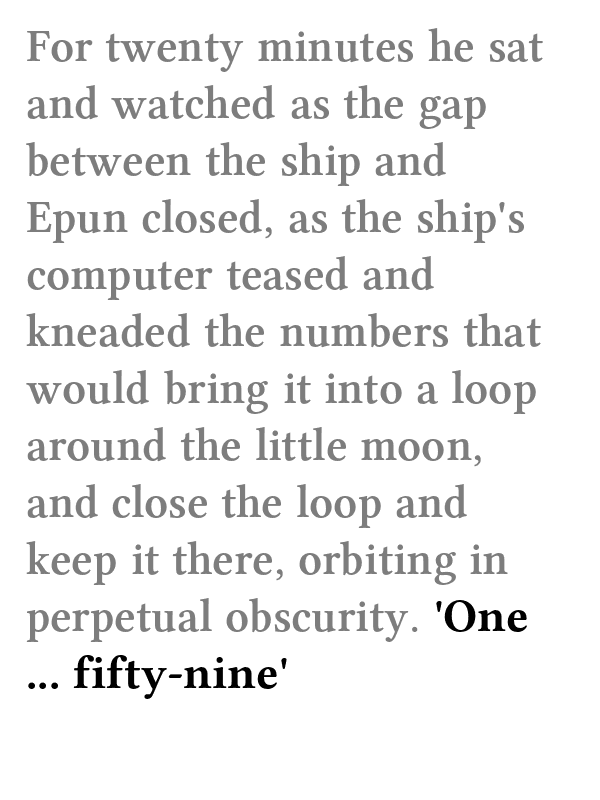 For twenty minutes he sat
and watched as the gap
between the ship and
Epun closed, as the ship's
computer teased and
kneaded the numbers that
would bring it into a loop
around the little moon,
and close the loop and
keep it there, orbiting in
perpetual obscurity. 'One
... fifty-nine'